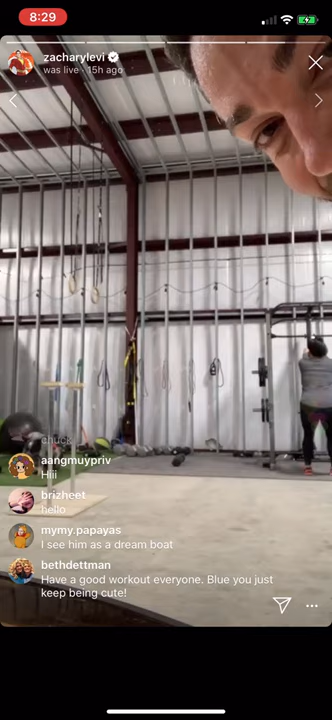 8:29
zacharylevi
was live · 15h ago
chuck
aangmuypriv
Hiii
brizheet
hello
mymy.papayas
I see him as a dream boat
bethdettman
Have a good workout everyone. Blue you just
keep being cute!